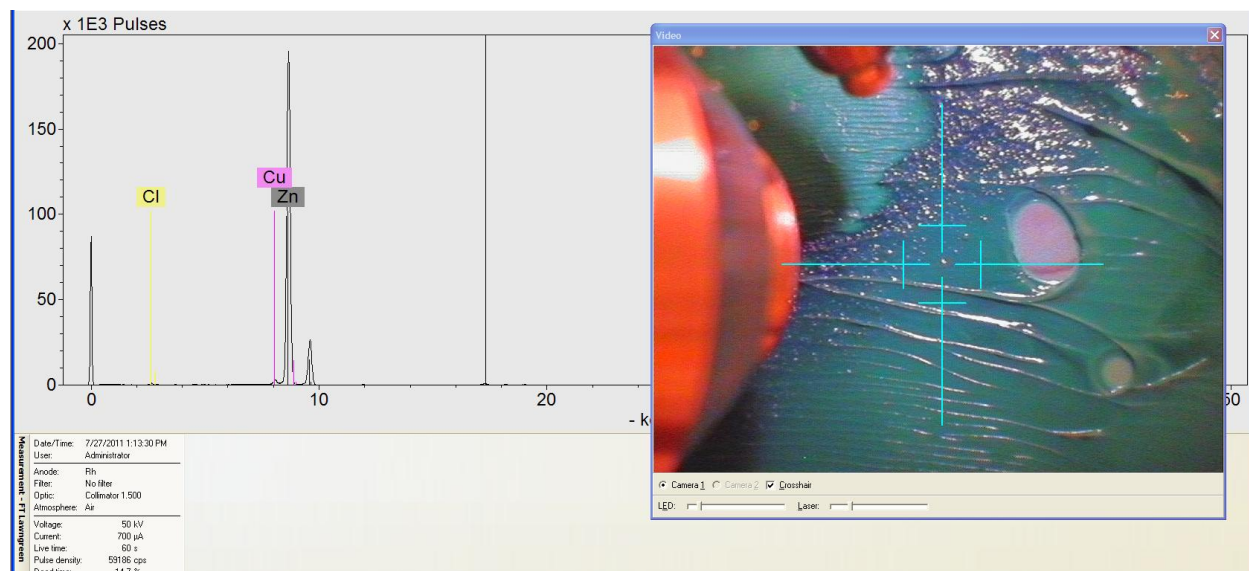 x 1E3 Pulses
200
150
100
50
0
Cl
Cu
Zn
0
10
20
50
- k
Video
Camera 1
Camera 2
Crosshair
LED:
Laser:
Measurement - FT Lawngreen
Date/Time: 7/27/2011 1:13:30 PM
User: Administrator
Anode: Rh
Filter: No filter
Optic: Collimator 1.500
Atmosphere: Air
Voltage: 50 kV
Current: 700 µA
Live time: 60 s
Pulse density: 59186 cps